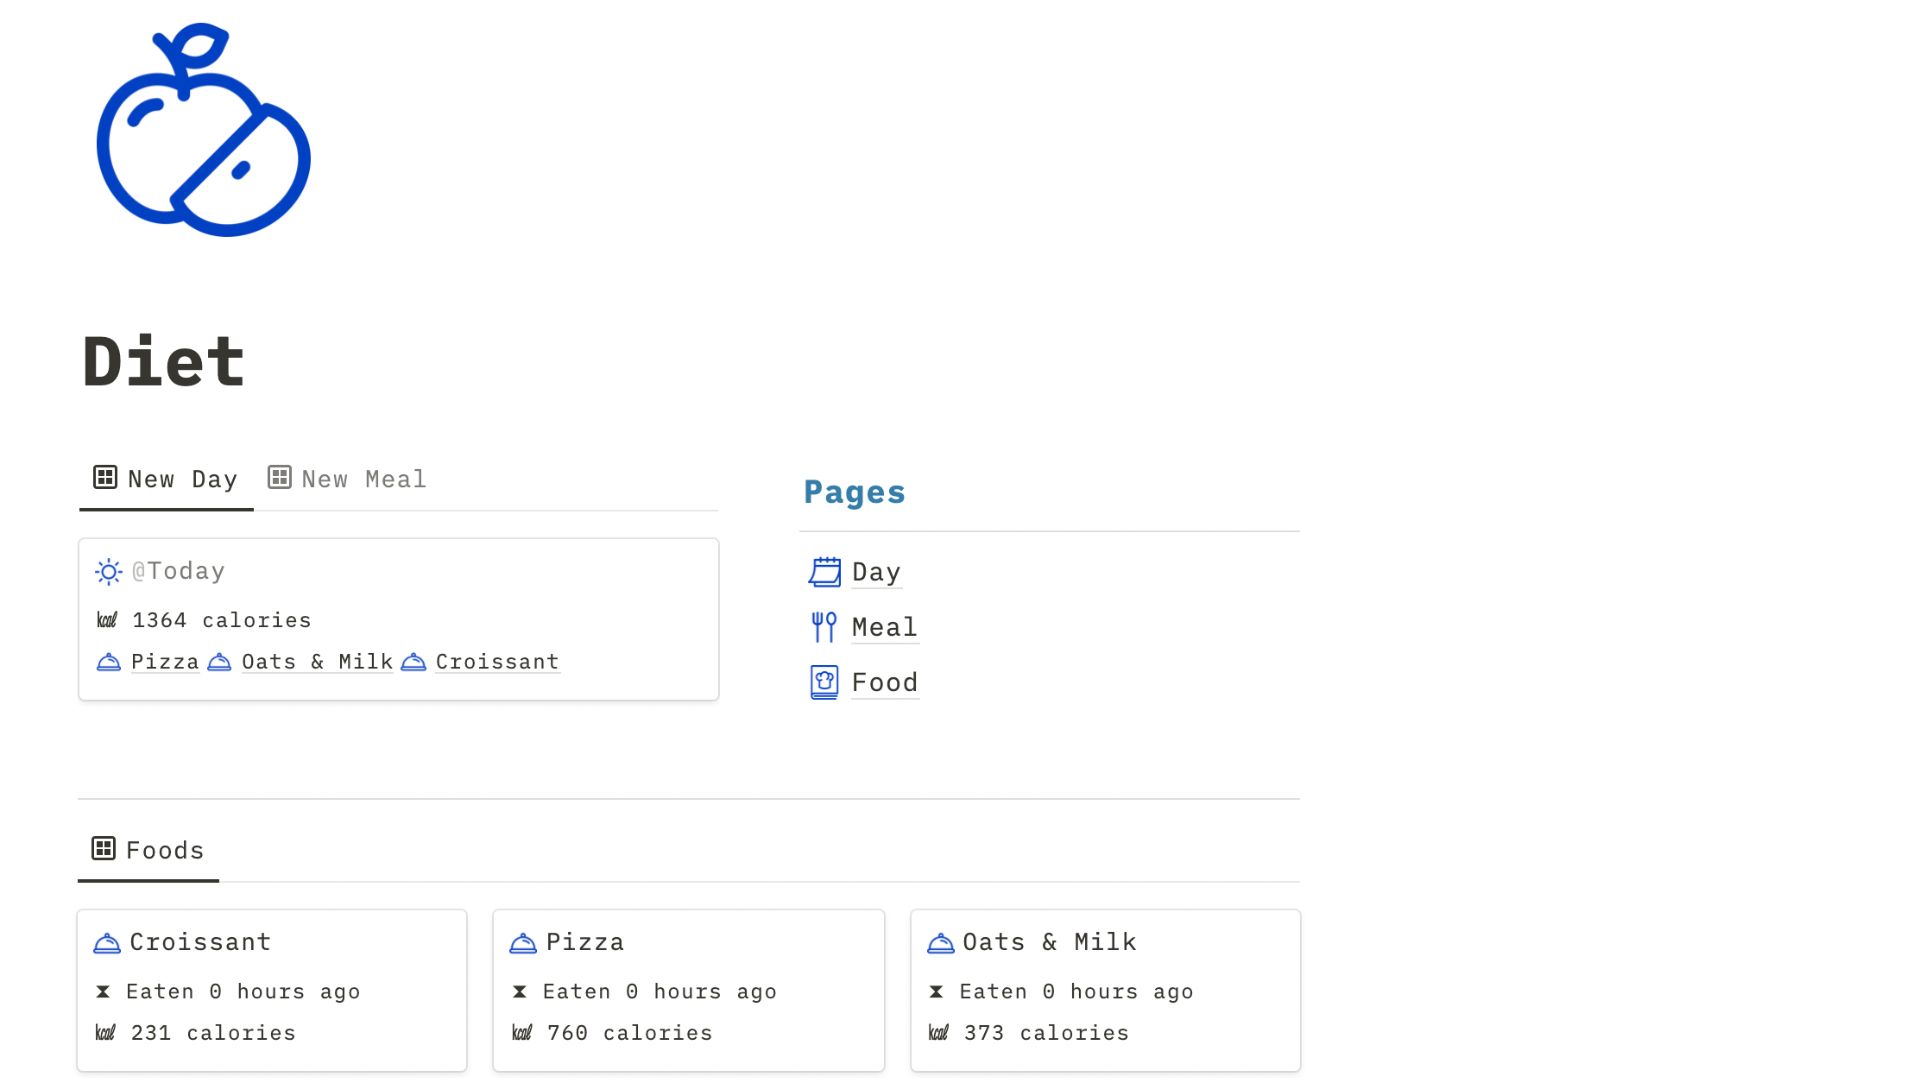 Diet
New Day New Meal
@Today
kcal 1364 calories
Pizza Oats & Milk Croissant
Pages
Day
Meal
Food
Foods
Croissant
Eaten 0 hours ago
kcal 231 calories
Pizza
Eaten 0 hours ago
kcal 760 calories
Oats & Milk
Eaten 0 hours ago
kcal 373 calories